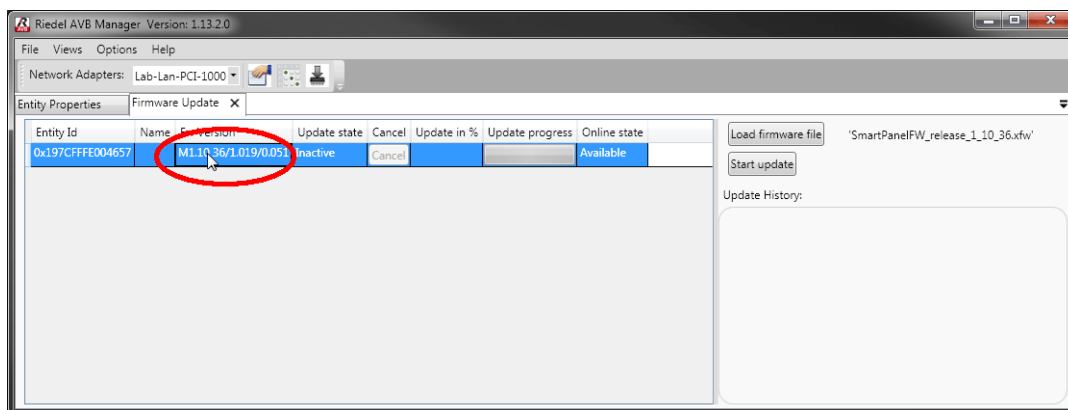 Riedel AVB Manager Version: 1.13.2.0
File Views Options Help
Network Adapters: Lab-Lan-PCI-1000
Entity Properties Firmware Update X
Entity Id Name Version Update state Cancel Update in % Update progress Online state
0x197CFFFE004657 M1.10.36/1.019/0.051 Inactive Cancel Available
Load firmware file 'SmartPanelFW_release_1_10_36.xfw'
Start update
Update History: